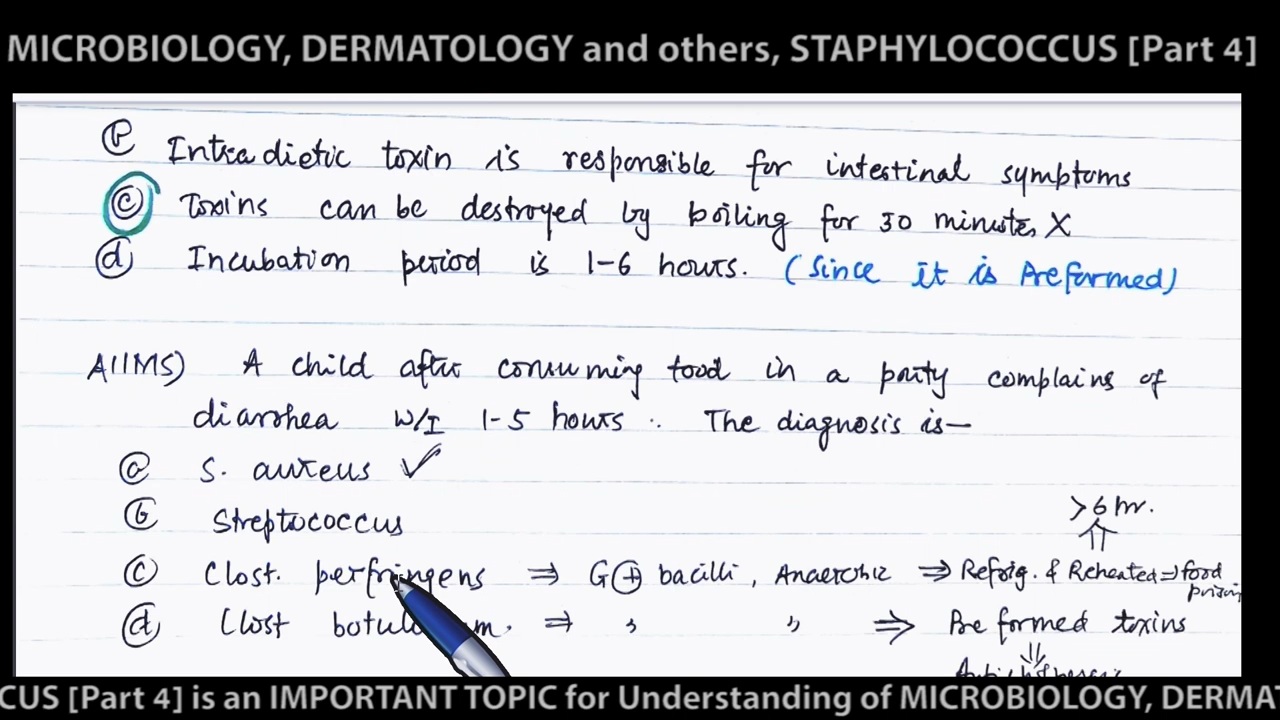 MICROBIOLOGY, DERMATOLOGY and others, STAPHYLOCOCCUS [Part 4]
Intradietic toxin is responsible for intestinal symptoms
(c) Toxins can be destroyed by boiling for 30 minutes X
(d) Incubation period is 1-6 hours. (Since it is Preformed)
AIIMS) A child after consuming food in a party complains of
diarrhea W/I 1-5 hours. The diagnosis is—
(a) S. aureus ✓
(b) Streptococcus
>6 hr.
(c) Clost. perfringens ⇒ G⊕ bacilli, Anaerobic ⇒ Refrig. & Reheated ⇒ food
(d) Clost ⇒ " " ⇒ Pre formed toxins
CUS [Part 4] is an IMPORTANT TOPIC for Understanding of MICROBIOLOGY, DERMAT